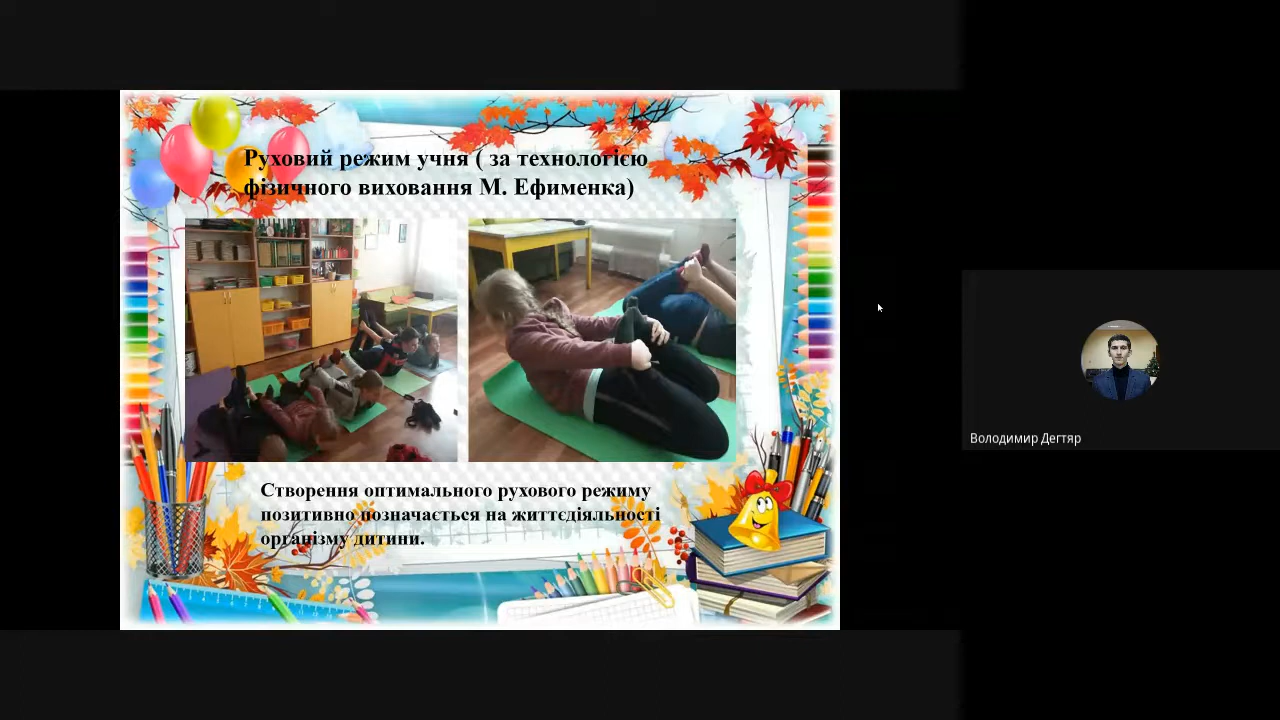 Руховий режим учня ( за технологією
фізичного виховання М. Ефименка)
Створення оптимального рухового режиму
позитивно позначається на життєдіяльності
організму дитини.
Володимир Дегтяр